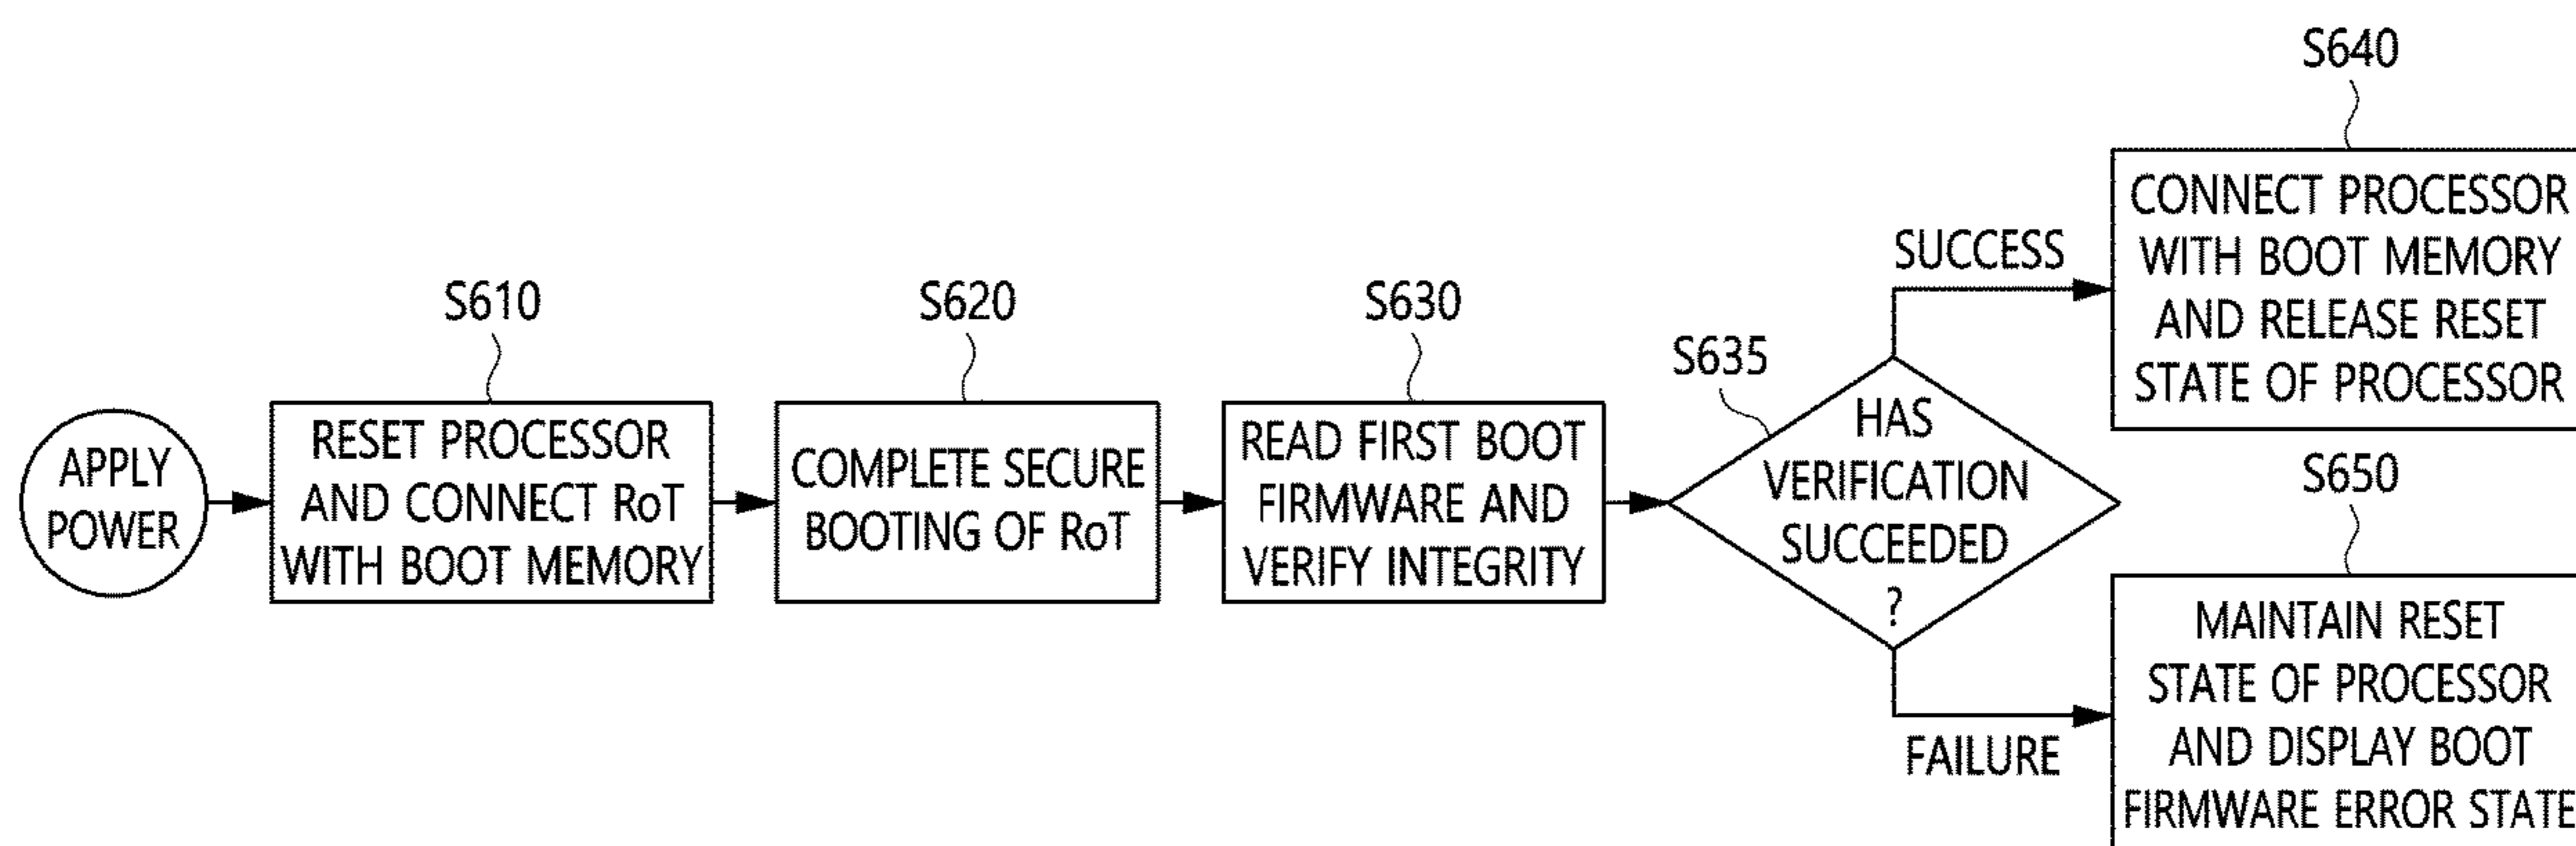 APPLY
POWER
S610
RESET PROCESSOR
AND CONNECT RoT
WITH BOOT MEMORY
S620
COMPLETE SECURE
BOOTING OF RoT
S630
READ FIRST BOOT
FIRMWARE AND
VERIFY INTEGRITY
S635
HAS
VERIFICATION
SUCCEEDED
?
SUCCESS
S640
CONNECT PROCESSOR
WITH BOOT MEMORY
AND RELEASE RESET
STATE OF PROCESSOR
FAILURE
S650
MAINTAIN RESET
STATE OF PROCESSOR
AND DISPLAY BOOT
FIRMWARE ERROR STATE